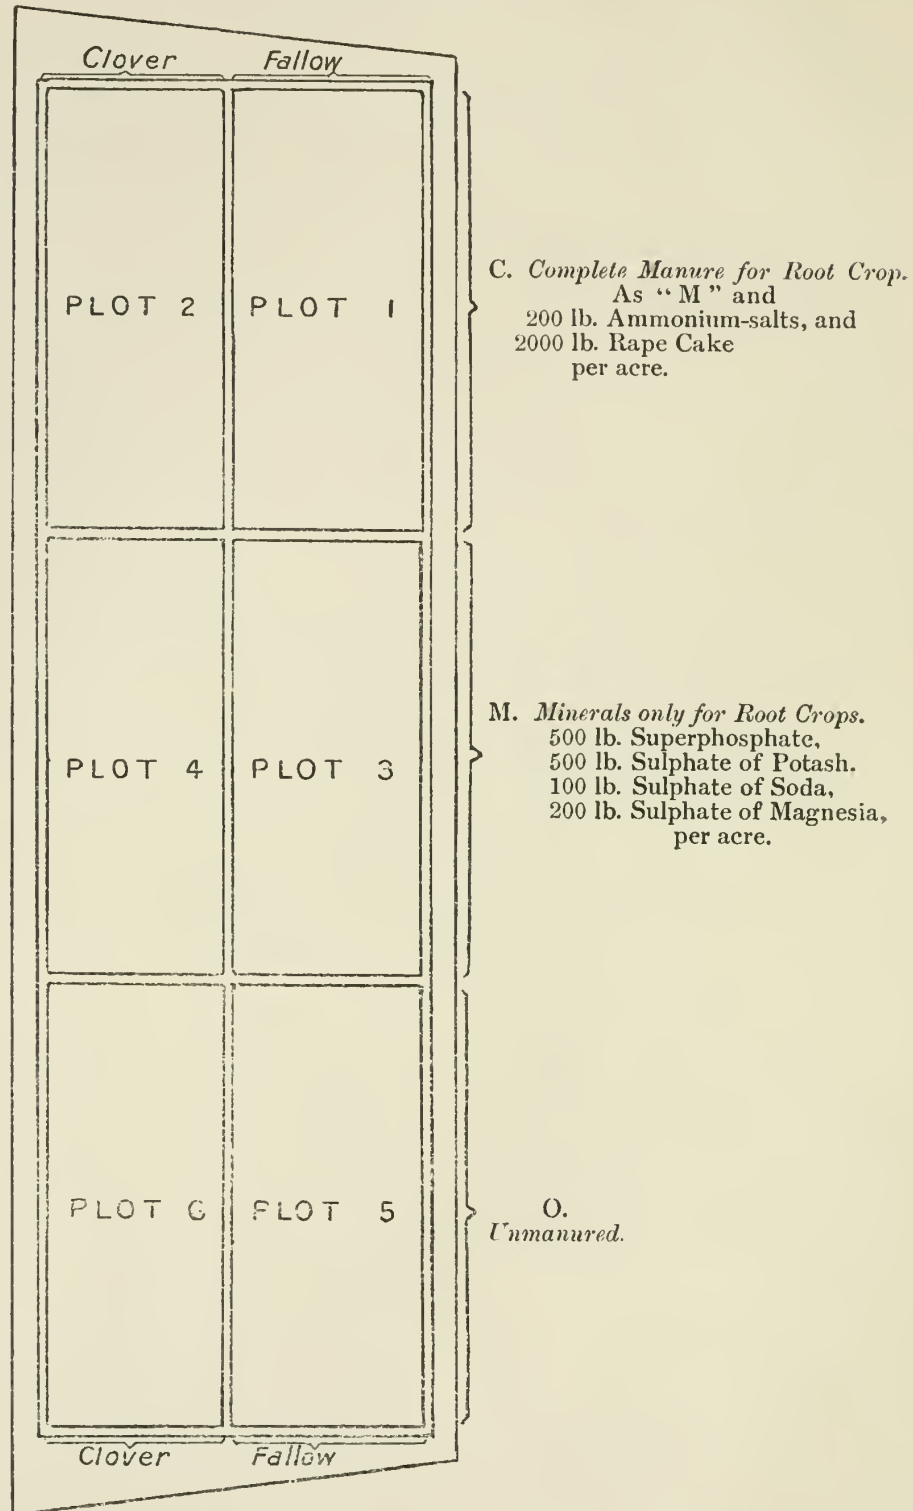 Clover Fallow
PLOT 2 PLOT 1
C. Complete Manure for Root Crop.
As "M" and
200 lb. Ammonium-salts, and
2000 lb. Rape Cake
per acre.
PLOT 4 PLOT 3
M. Minerals only for Root Crops.
500 lb. Superphosphate,
500 lb. Sulphate of Potash.
100 lb. Sulphate of Soda,
200 lb. Sulphate of Magnesia,
per acre.
PLOT 6 PLOT 5
O.
Unmanured.
Clover Fallow